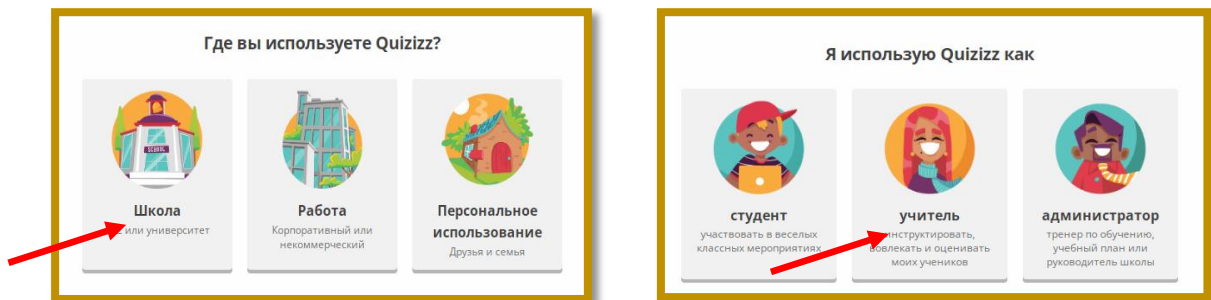 Где вы используете Quizizz?
SCHOOL
Школа
или университет
Работа
Корпоративный или
некоммерческий
Персональное
использование
Друзья и семья
Я использую Quizizz как
студент
участвовать в веселых
классных мероприятиях
учитель
инструктировать,
вовлекать и оценивать
моих учеников
администратор
тренер по обучению,
учебный план или
руководитель школы